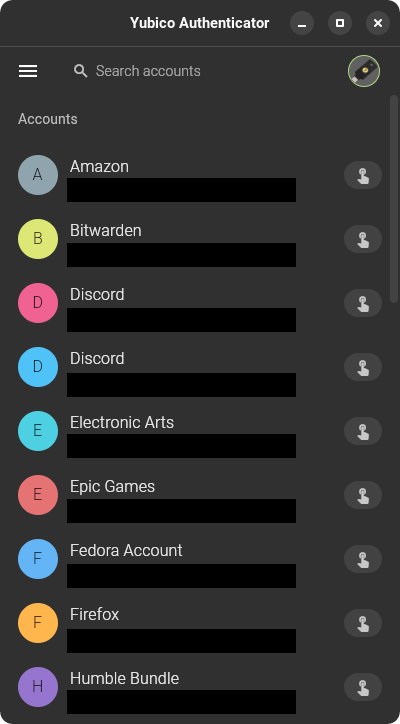 Yubico Authenticator
Search accounts
Accounts
A
Amazon
B
Bitwarden
D
Discord
D
Discord
E
Electronic Arts
E
Epic Games
F
Fedora Account
F
Firefox
H
Humble Bundle